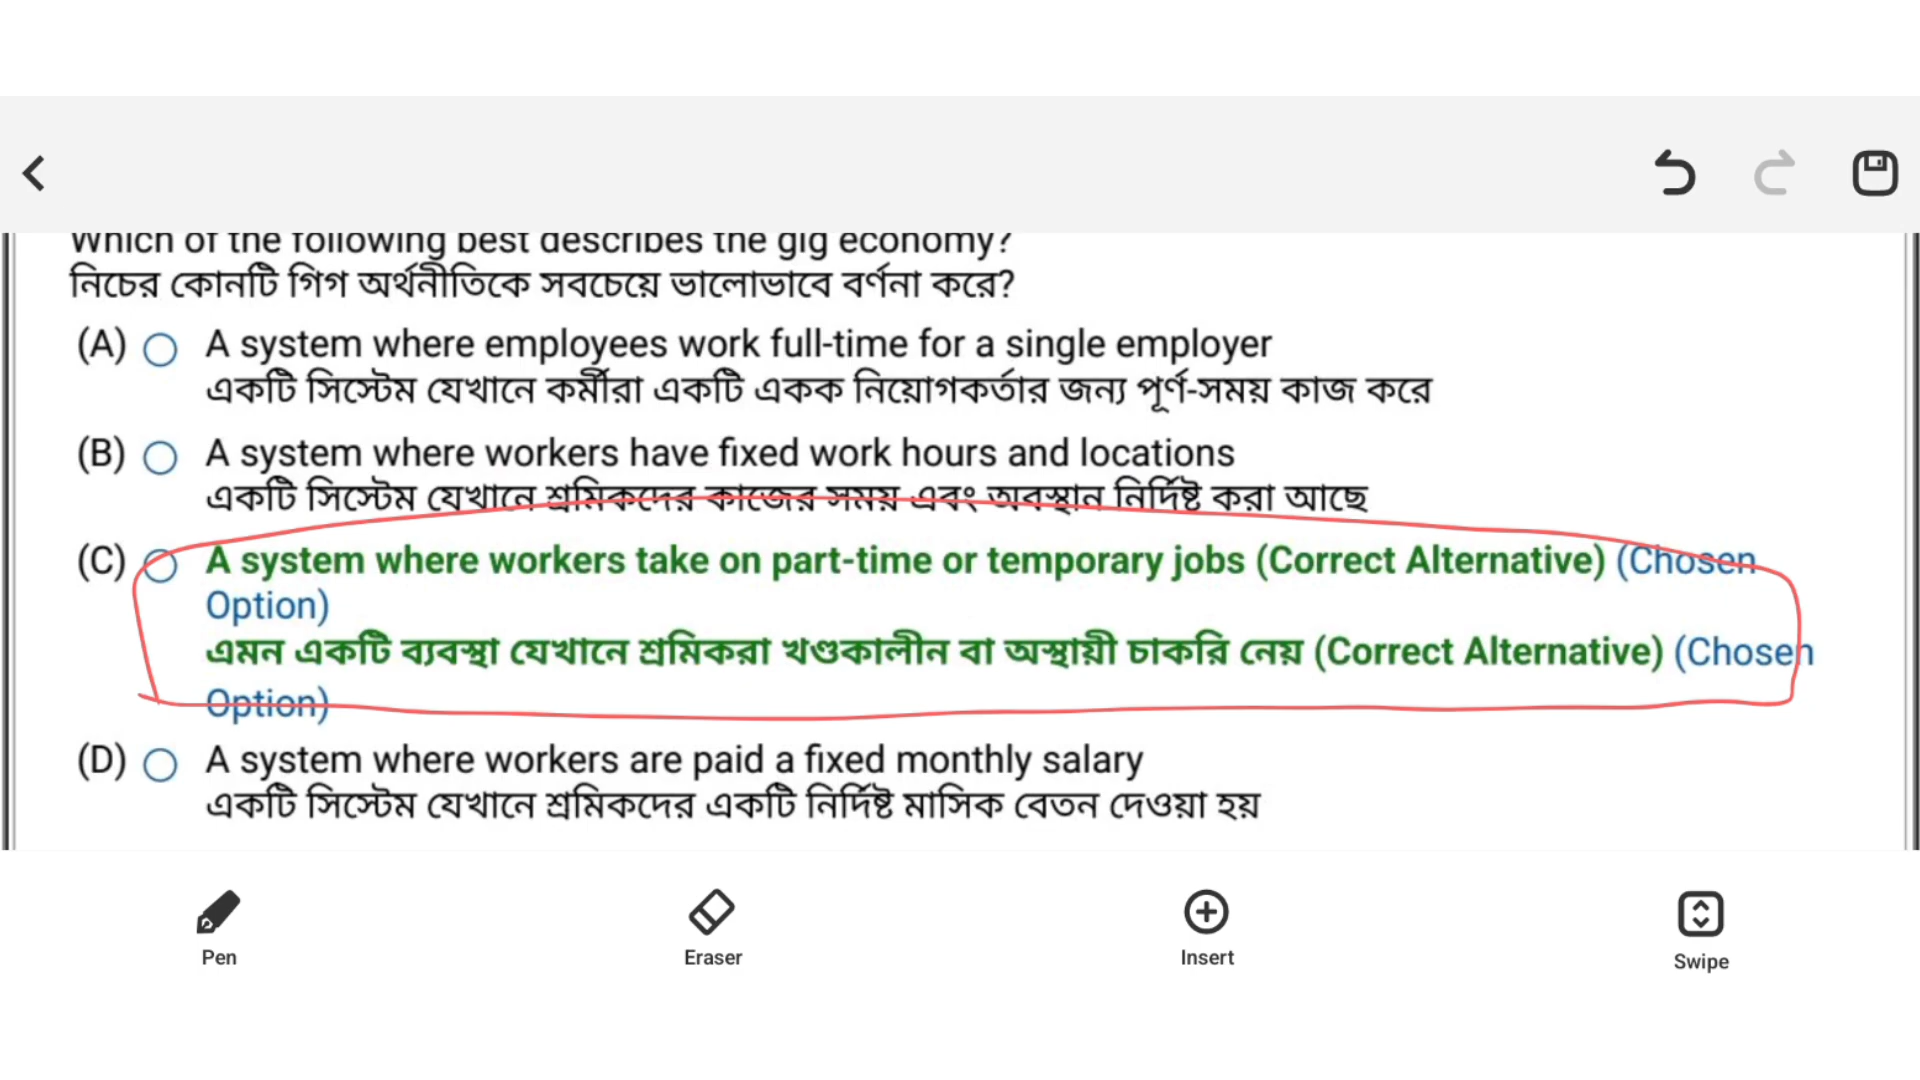 Which of the following best describes the gig economy?
নিচের কোনটি গিগ অর্থনীতিকে সবচেয়ে ভালোভাবে বর্ণনা করে?
(A) A system where employees work full-time for a single employer
একটি সিস্টেম যেখানে কর্মীরা একটি একক নিয়োগকর্তার জন্য পূর্ণ-সময় কাজ করে
(B) A system where workers have fixed work hours and locations
একটি সিস্টেম যেখানে শ্রমিকদের কাজের সময় এবং অবস্থান নির্দিষ্ট করা আছে
(C) A system where workers take on part-time or temporary jobs (Correct Alternative) (Chosen
Option)
এমন একটি ব্যবস্থা যেখানে শ্রমিকরা খণ্ডকালীন বা অস্থায়ী চাকরি নেয় (Correct Alternative) (Chosen
Option)
(D) A system where workers are paid a fixed monthly salary
একটি সিস্টেম যেখানে শ্রমিকদের একটি নির্দিষ্ট মাসিক বেতন দেওয়া হয়
Pen Eraser Insert Swipe